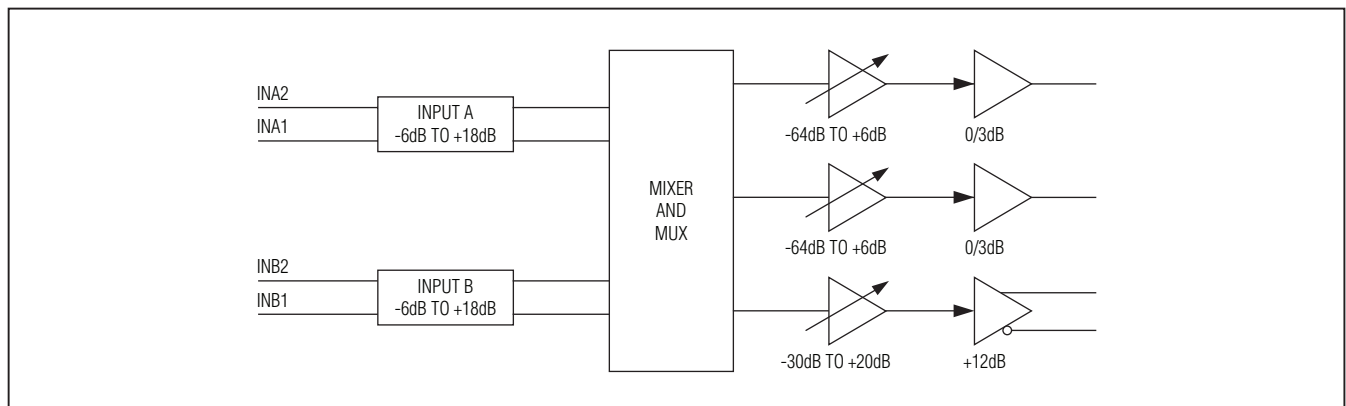 INA2
INA1
INPUT A
-6dB TO +18dB
INB2
INB1
INPUT B
-6dB TO +18dB
MIXER
AND
MUX
-64dB TO +6dB
0/3dB
-64dB TO +6dB
0/3dB
-30dB TO +20dB
+12dB